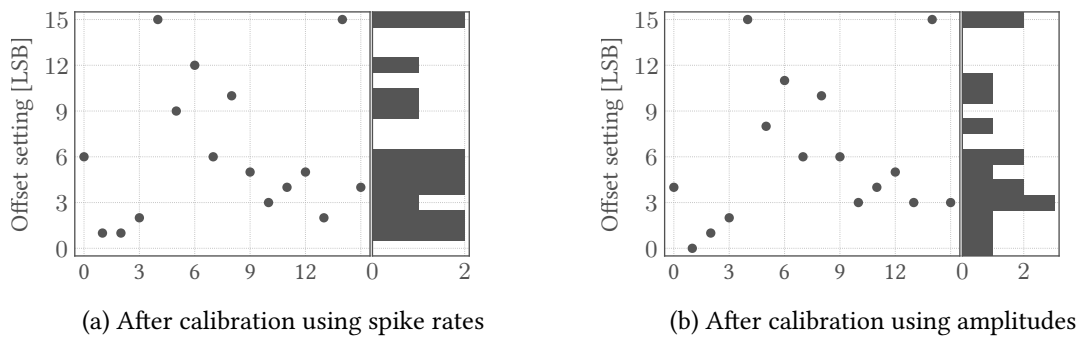 15
12
9
6
3
0
Offset setting [LSB]
0 3 6 9 12 0 2
(a) After calibration using spike rates
15
12
9
6
3
0
Offset setting [LSB]
0 3 6 9 12 0 2
(b) After calibration using amplitudes